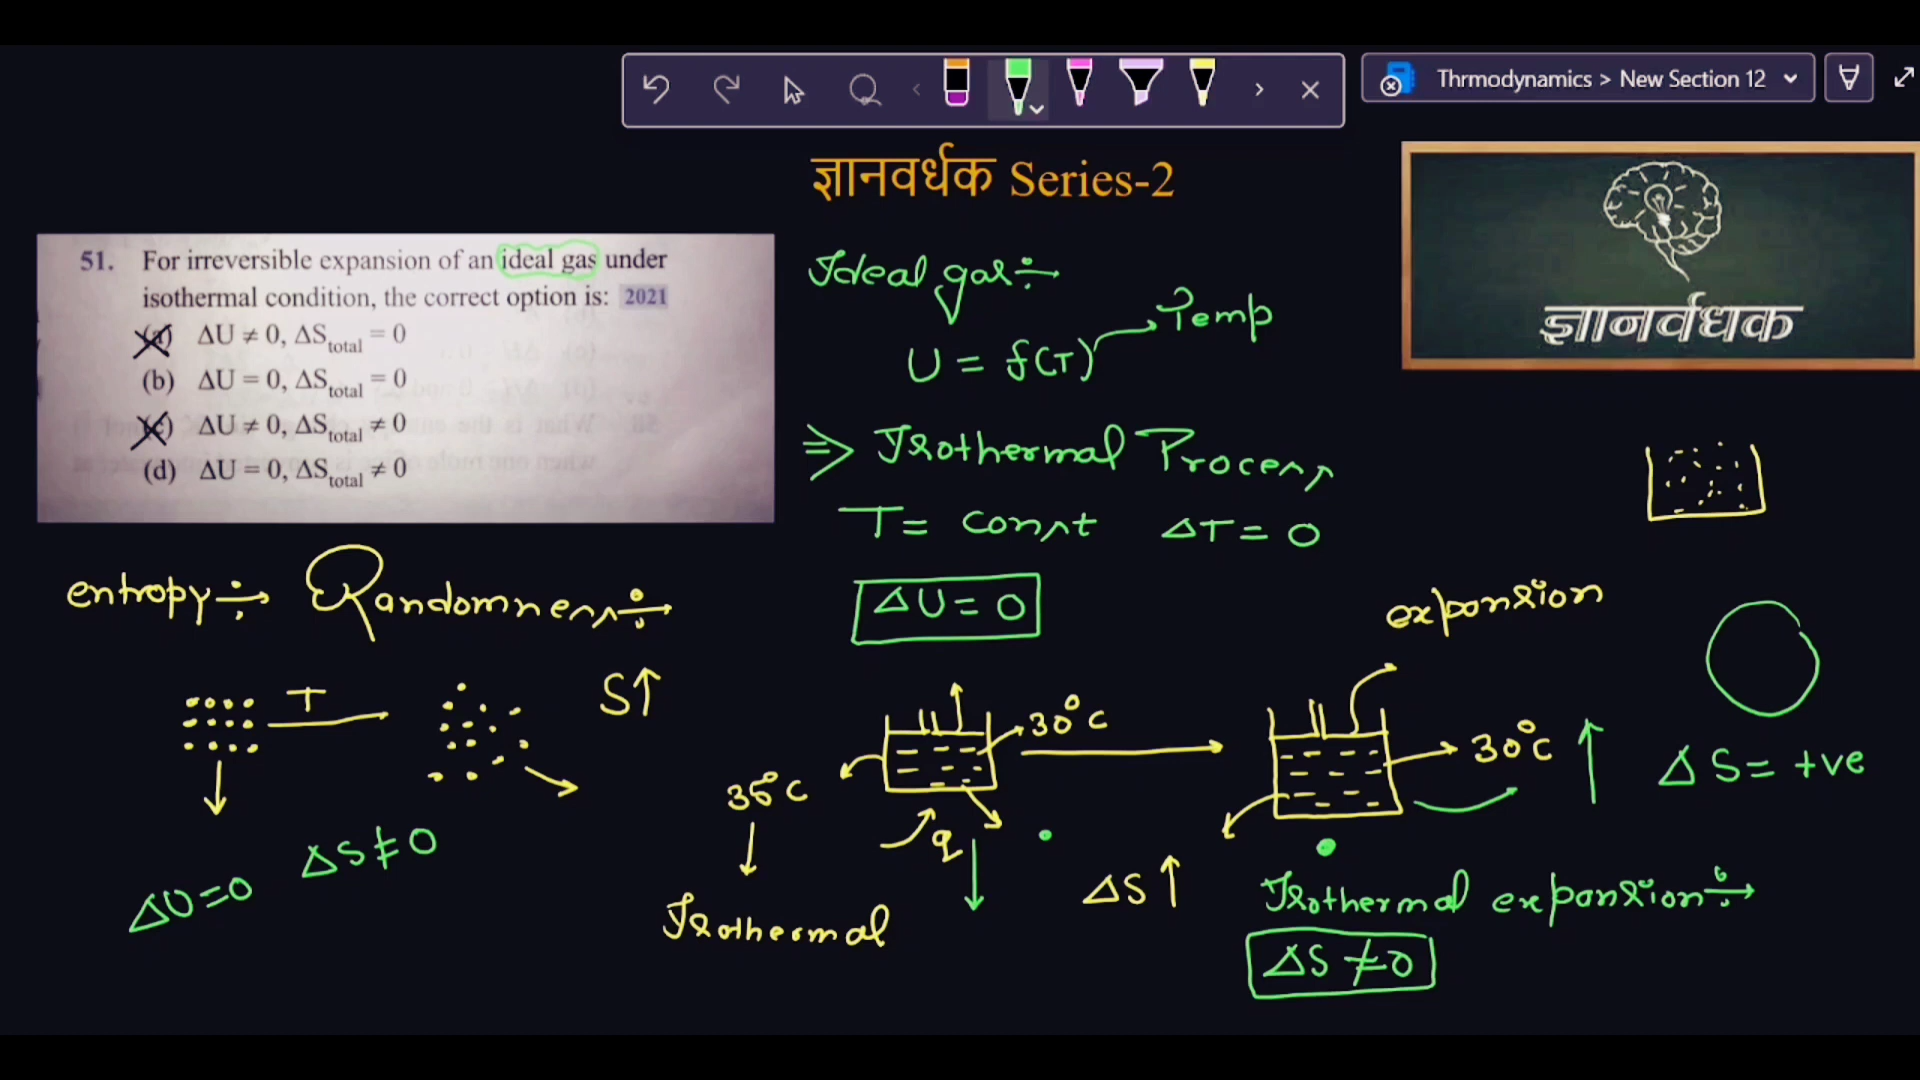 Thrmodynamics > New Section 12
ज्ञानवर्धक Series-2
ज्ञानवर्धक
51. For irreversible expansion of an ideal gas under
isothermal condition, the correct option is: 2021
(a) ΔU ≠ 0, ΔS_total = 0
(b) ΔU = 0, ΔS_total = 0
(c) ΔU ≠ 0, ΔS_total ≠ 0
(d) ΔU = 0, ΔS_total ≠ 0
Ideal gas ÷
U = f(T) Temp
⇒ Isothermal Process
T = const ΔT = 0
ΔU = 0
entropy ÷ Randomness ÷
T
S↑
ΔU = 0 ΔS ≠ 0
30°C
30°C
q
Isothermal
ΔS↑
expansion
30°C
ΔS = +ve
Isothermal expansion ÷
ΔS ≠ 0